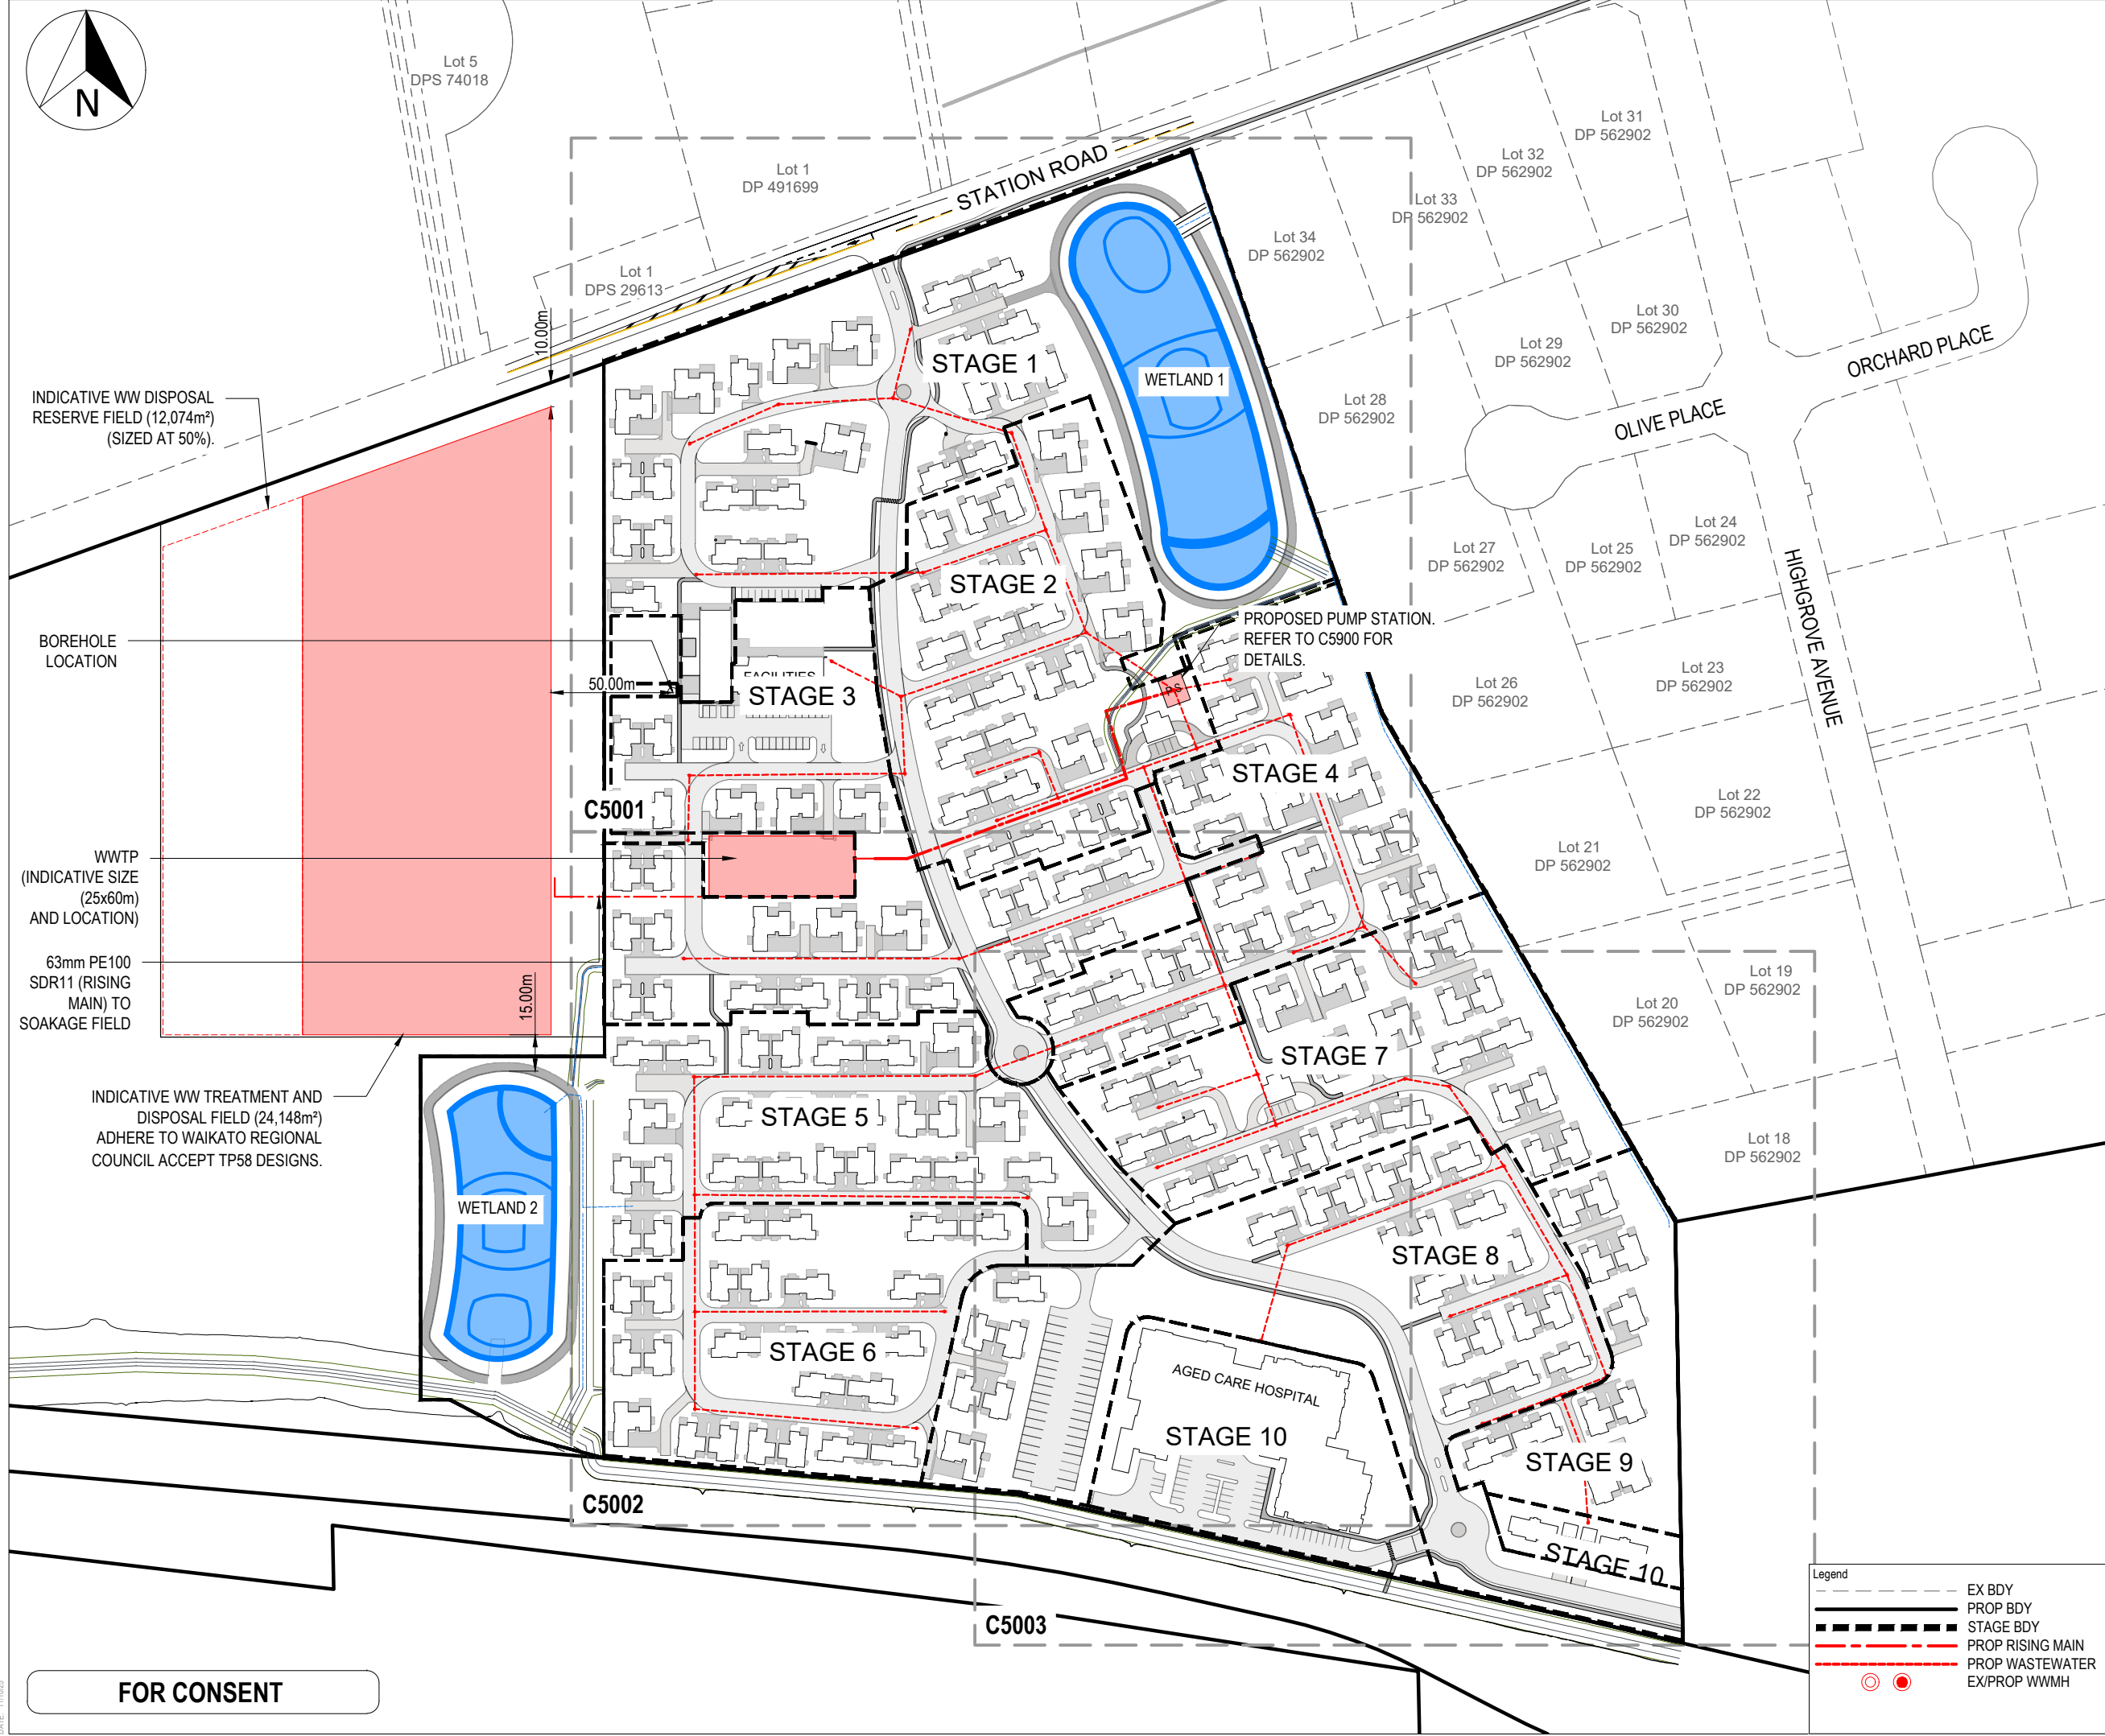 N
Lot 5
DPS 74018
Lot 1
DP 491699
STATION ROAD
Lot 1
DPS 29613
10.00m
Lot 31
DP 562902
Lot 32
DP 562902
Lot 33
DP 562902
Lot 34
DP 562902
Lot 30
DP 562902
Lot 29
DP 562902
Lot 28
DP 562902
ORCHARD PLACE
OLIVE PLACE
HIGHGROVE AVENUE
Lot 24
DP 562902
Lot 25
DP 562902
Lot 27
DP 562902
Lot 23
DP 562902
Lot 26
DP 562902
Lot 22
DP 562902
Lot 21
DP 562902
Lot 19
DP 562902
Lot 20
DP 562902
Lot 18
DP 562902
INDICATIVE WW DISPOSAL
RESERVE FIELD (12,074m²)
(SIZED AT 50%).
BOREHOLE
LOCATION
50.00m
WWTP
(INDICATIVE SIZE
(25x60m)
AND LOCATION)
63mm PE100
SDR11 (RISING
MAIN) TO
SOAKAGE FIELD
15.00m
INDICATIVE WW TREATMENT AND
DISPOSAL FIELD (24,148m²)
ADHERE TO WAIKATO REGIONAL
COUNCIL ACCEPT TP58 DESIGNS.
STAGE 1
WETLAND 1
STAGE 2
PROPOSED PUMP STATION.
REFER TO C5900 FOR
DETAILS.
PS
FACILITIES
STAGE 3
STAGE 4
C5001
STAGE 7
STAGE 5
WETLAND 2
STAGE 8
STAGE 6
AGED CARE HOSPITAL
STAGE 10
STAGE 9
STAGE 10
C5002
C5003
FOR CONSENT
Legend
EX BDY
PROP BDY
STAGE BDY
PROP RISING MAIN
PROP WASTEWATER
EX/PROP WWMH